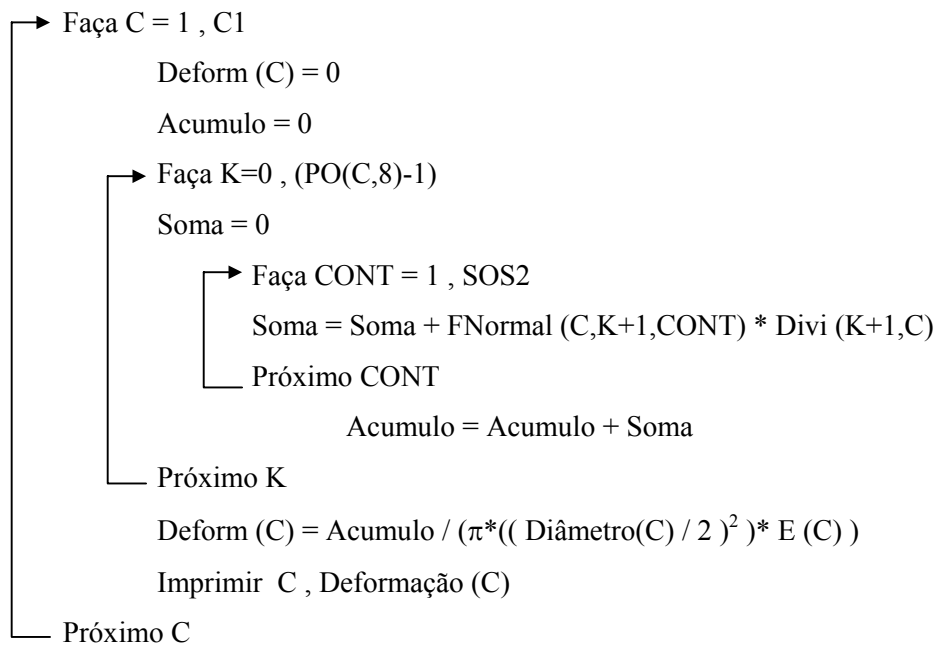 Faça C = 1 , C1
Deform (C) = 0
Acumulo = 0
Faça K=0 , (PO(C,8)-1)
Soma = 0
Faça CONT = 1 , SOS2
Soma = Soma + FNormal (C,K+1,CONT) * Divi (K+1,C)
Próximo CONT
Acumulo = Acumulo + Soma
Próximo K
Deform (C) = Acumulo / (π*(( Diâmetro(C) / 2 )² )* E (C) )
Imprimir C , Deformação (C)
Próximo C